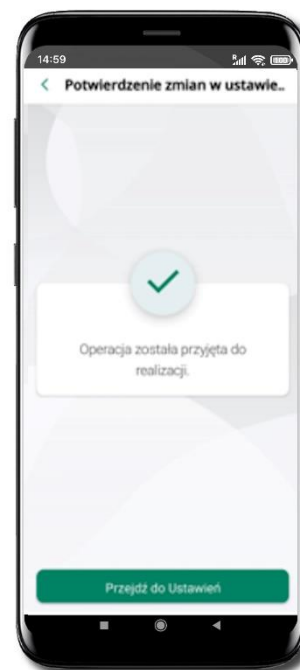 14:59
Potwierdzenie zmian w ustawie..
Operacja została przyjęta do
realizacji.
Przejdź do Ustawień